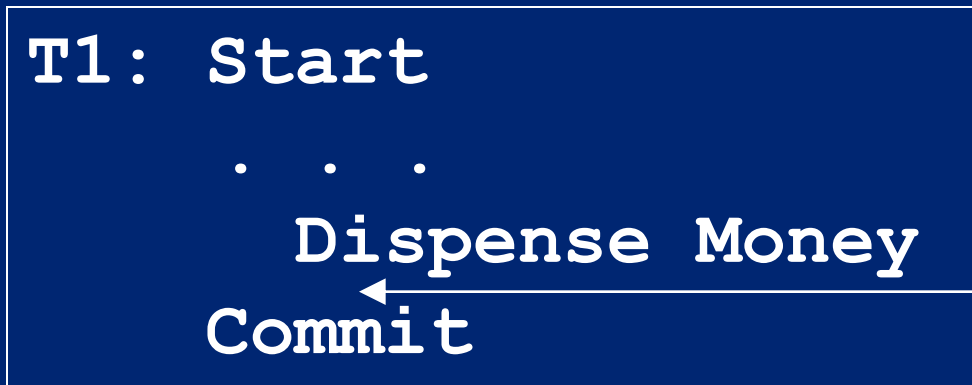 T1: Start
. . .
Dispense Money
Commit